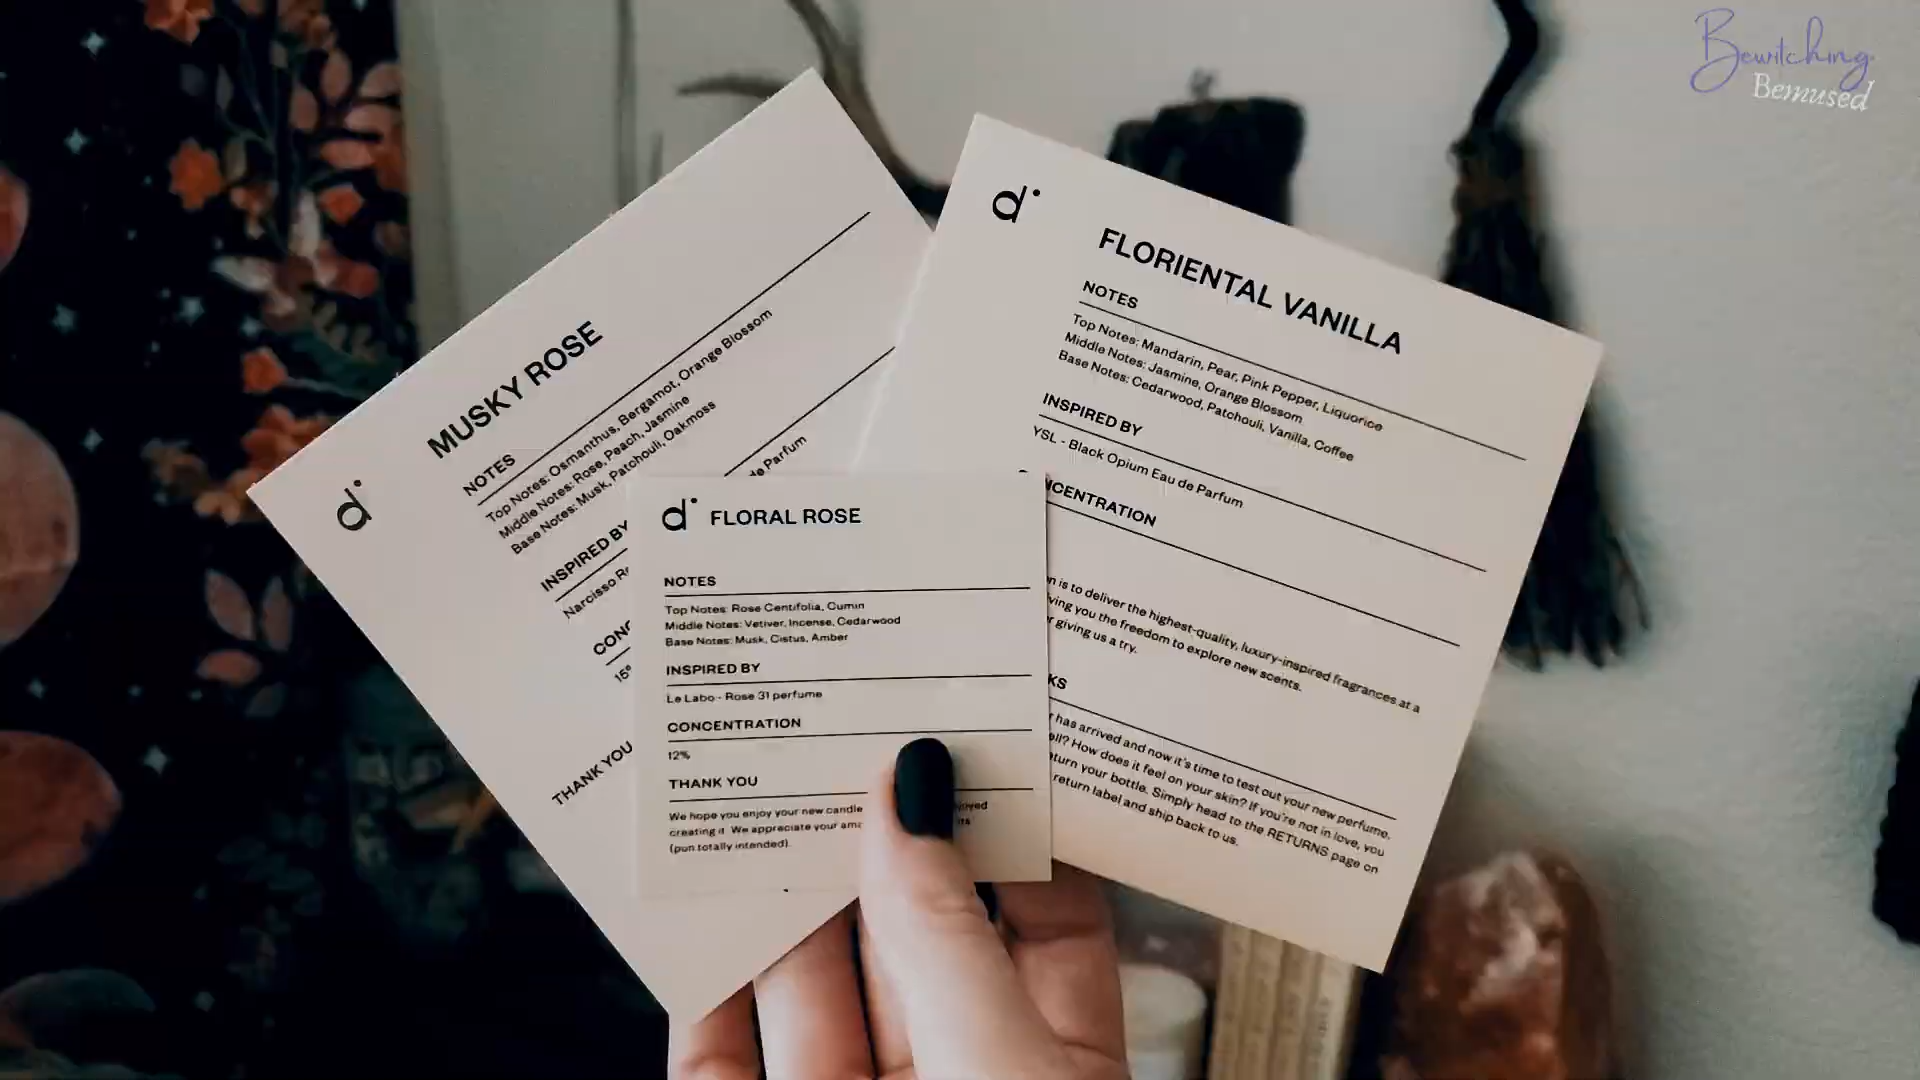 Bewitching
Bemused
MUSKY ROSE
NOTES
Top Notes: Osmanthus, Bergamot, Orange Blossom
Middle Notes: Rose, Peach, Jasmine
Base Notes: Musk, Patchouli, Oakmoss
INSPIRED BY
Narcisso
de Parfum
THANK YOU
d
FLORIENTAL VANILLA
NOTES
Top Notes: Mandarin, Pear, Pink Pepper, Liquorice
Middle Notes: Jasmine, Orange Blossom
Base Notes: Cedarwood, Patchouli, Vanilla, Coffee
INSPIRED BY
YSL - Black Opium Eau de Parfum
NCENTRATION
is to deliver the highest-quality, luxury-inspired fragrances at a
ving you the freedom to explore new scents.
giving us a try.
KS
has arrived and now it's time to test out your new perfume.
ell? How does it feel on your skin? If you're not in love, you
turn your bottle. Simply head to the RETURNS page on
return label and ship back to us.
d FLORAL ROSE
NOTES
Top Notes: Rose Centifolia, Cumin
Middle Notes: Vetiver, Incense, Cedarwood
Base Notes: Musk, Cistus, Amber
INSPIRED BY
Le Labo - Rose 31 perfume
CONCENTRATION
12%
THANK YOU
We hope you enjoy your new candle
creating it. We appreciate your
(pun totally intended).